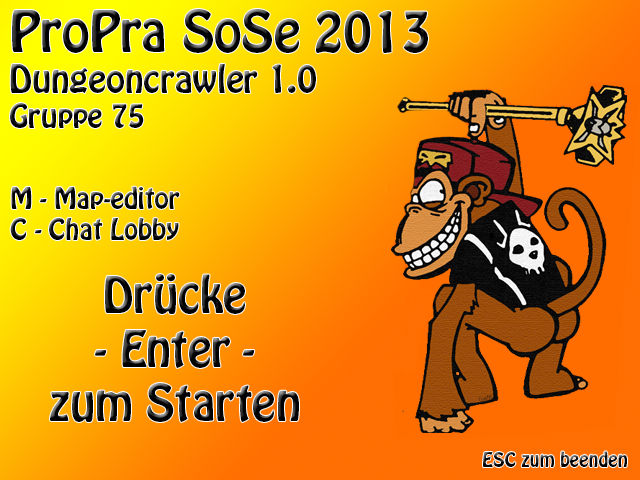 ProPra SoSe 2013
Dungeoncrawler 1.0
Gruppe 75
M - Map-editor
C - Chat Lobby
Drücke
- Enter -
zum Starten
ESC zum beenden